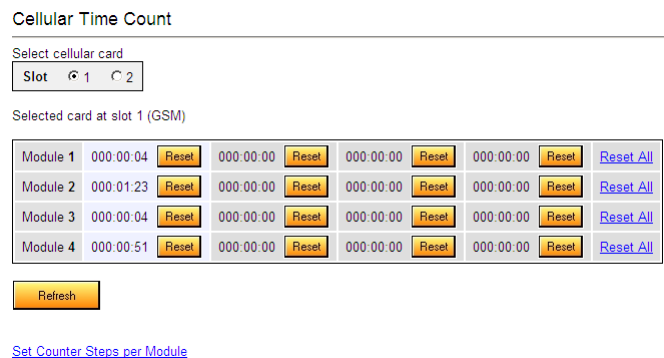 Cellular Time Count
Select cellular card
Slot 1 2
Selected card at slot 1 (GSM)
Module 1 000:00:04 Reset 000:00:00 Reset 000:00:00 Reset 000:00:00 Reset Reset All
Module 2 000:01:23 Reset 000:00:00 Reset 000:00:00 Reset 000:00:00 Reset Reset All
Module 3 000:00:04 Reset 000:00:00 Reset 000:00:00 Reset 000:00:00 Reset Reset All
Module 4 000:00:51 Reset 000:00:00 Reset 000:00:00 Reset 000:00:00 Reset Reset All
Refresh
Set Counter Steps per Module